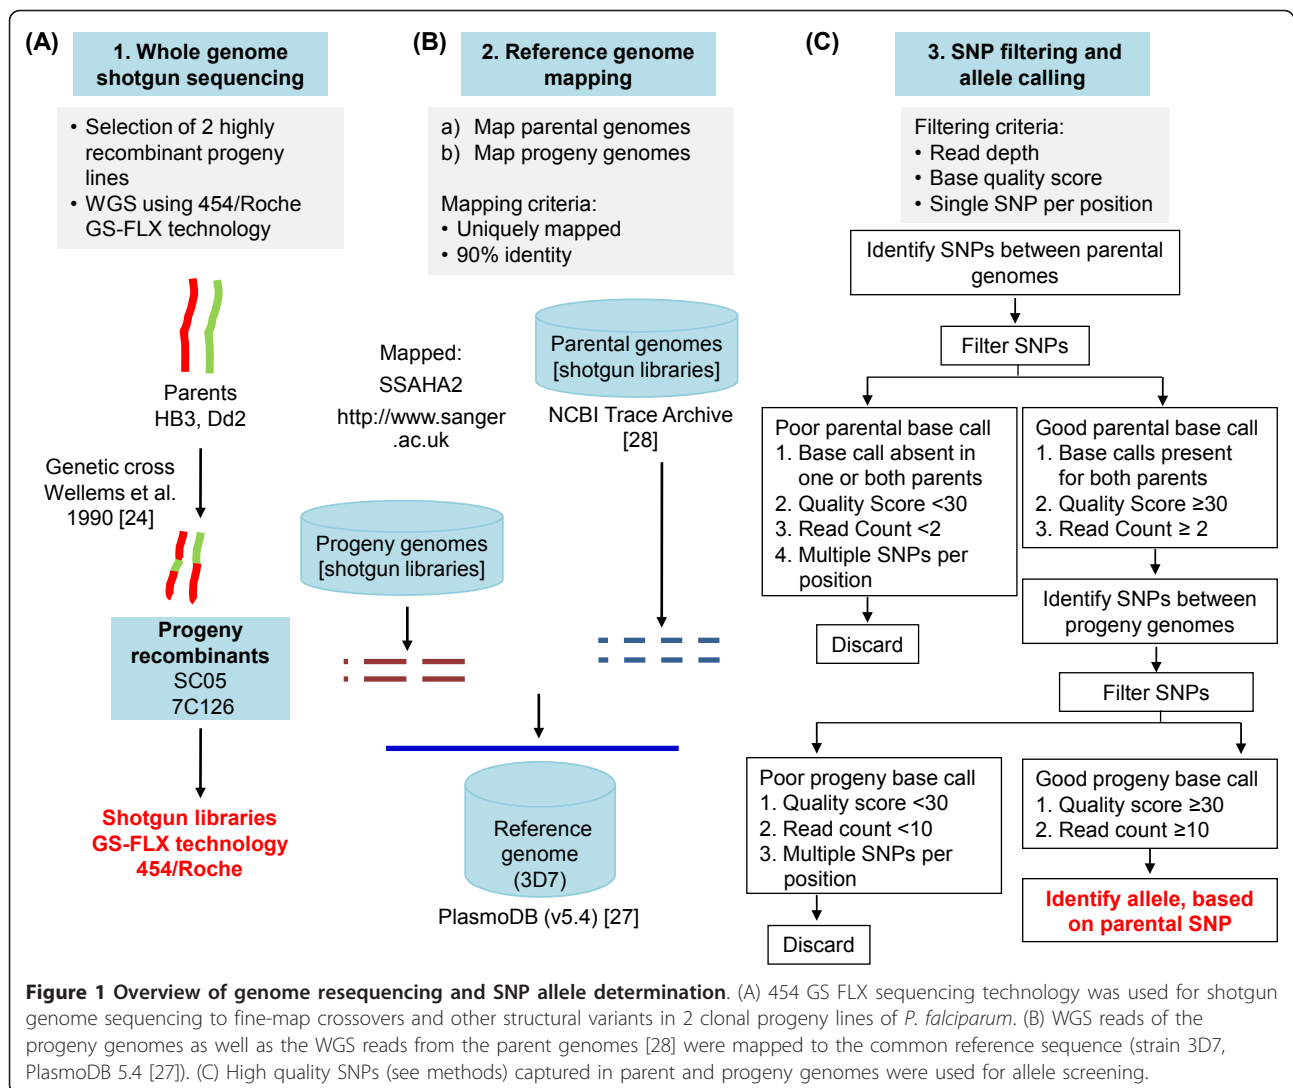 (A)
1. Whole genome
shotgun sequencing
• Selection of 2 highly
recombinant progeny
lines
• WGS using 454/Roche
GS-FLX technology
Parents
HB3, Dd2
Genetic cross
Wellems et al.
1990 [24]
Progeny
recombinants
SC05
7C126
Shotgun libraries
GS-FLX technology
454/Roche
(B)
2. Reference genome
mapping
a) Map parental genomes
b) Map progeny genomes
Mapping criteria:
• Uniquely mapped
• 90% identity
Mapped:
SSAHA2
http://www.sanger
.ac.uk
Parental genomes
[shotgun libraries]
NCBI Trace Archive
[28]
Progeny genomes
[shotgun libraries]
Reference
genome
(3D7)
PlasmoDB (v5.4) [27]
(C)
3. SNP filtering and
allele calling
Filtering criteria:
• Read depth
• Base quality score
• Single SNP per position
Identify SNPs between parental
genomes
Filter SNPs
Poor parental base call
1. Base call absent in
one or both parents
2. Quality Score <30
3. Read Count <2
4. Multiple SNPs per
position
Discard
Good parental base call
1. Base calls present
for both parents
2. Quality Score ≥30
3. Read Count ≥ 2
Identify SNPs between
progeny genomes
Filter SNPs
Poor progeny base call
1. Quality score <30
2. Read count <10
3. Multiple SNPs per
position
Discard
Good progeny base call
1. Quality score ≥30
2. Read count ≥10
Identify allele, based
on parental SNP
Figure 1 Overview of genome resequencing and SNP allele determination. (A) 454 GS FLX sequencing technology was used for shotgun
genome sequencing to fine-map crossovers and other structural variants in 2 clonal progeny lines of P. falciparum. (B) WGS reads of the
progeny genomes as well as the WGS reads from the parent genomes [28] were mapped to the common reference sequence (strain 3D7,
PlasmoDB 5.4 [27]). (C) High quality SNPs (see methods) captured in parent and progeny genomes were used for allele screening.